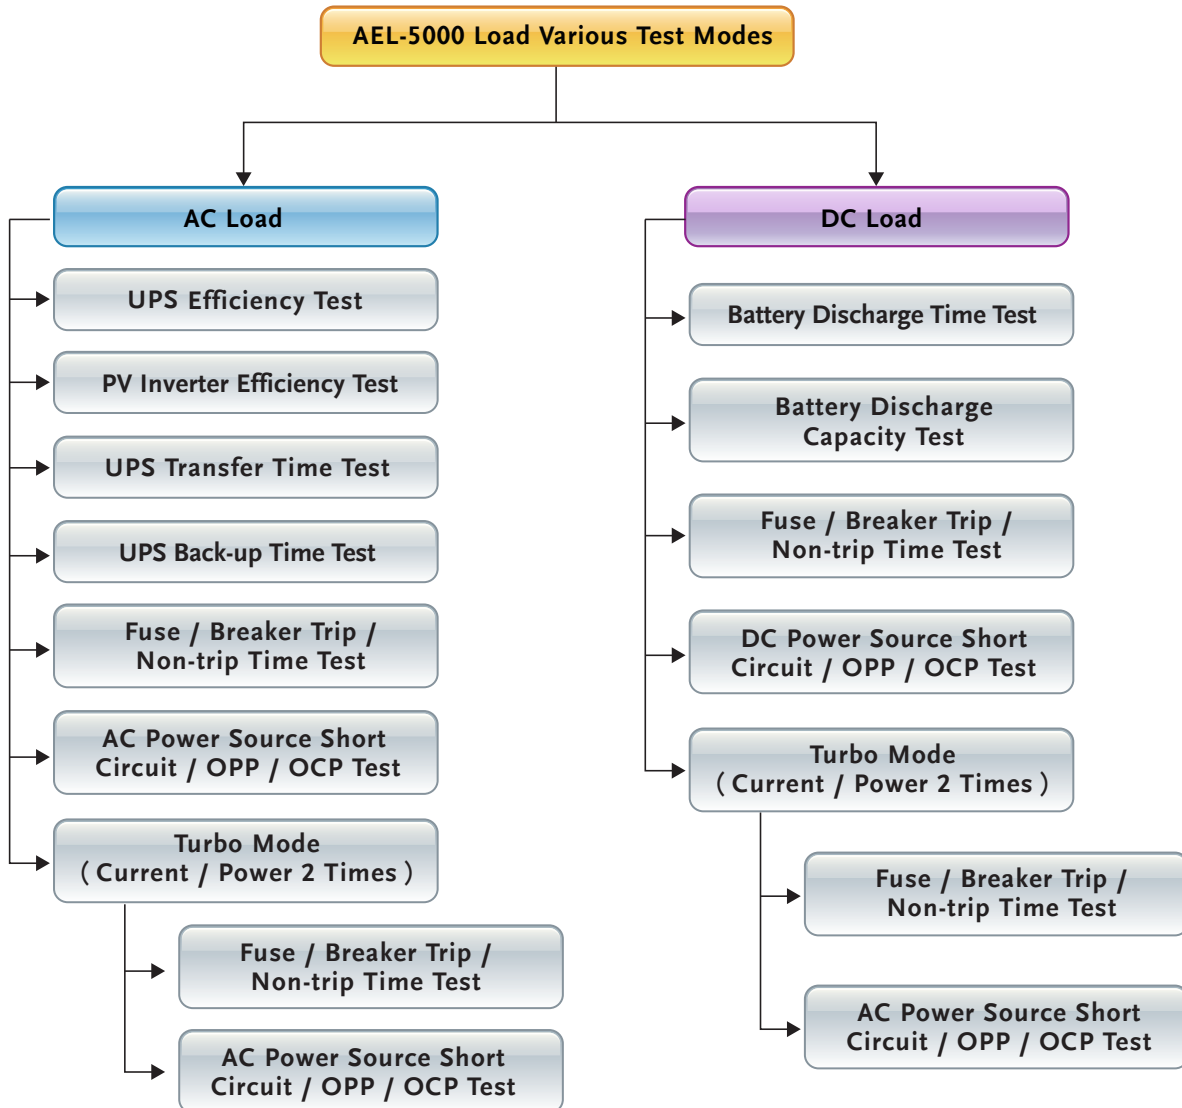 AEL-5000 Load Various Test Modes
AC Load
UPS Efficiency Test
PV Inverter Efficiency Test
UPS Transfer Time Test
UPS Back-up Time Test
Fuse / Breaker Trip /
Non-trip Time Test
AC Power Source Short
Circuit / OPP / OCP Test
Turbo Mode
( Current / Power 2 Times )
Fuse / Breaker Trip /
Non-trip Time Test
AC Power Source Short
Circuit / OPP / OCP Test
DC Load
Battery Discharge Time Test
Battery Discharge
Capacity Test
Fuse / Breaker Trip /
Non-trip Time Test
DC Power Source Short
Circuit / OPP / OCP Test
Turbo Mode
( Current / Power 2 Times )
Fuse / Breaker Trip /
Non-trip Time Test
AC Power Source Short
Circuit / OPP / OCP Test